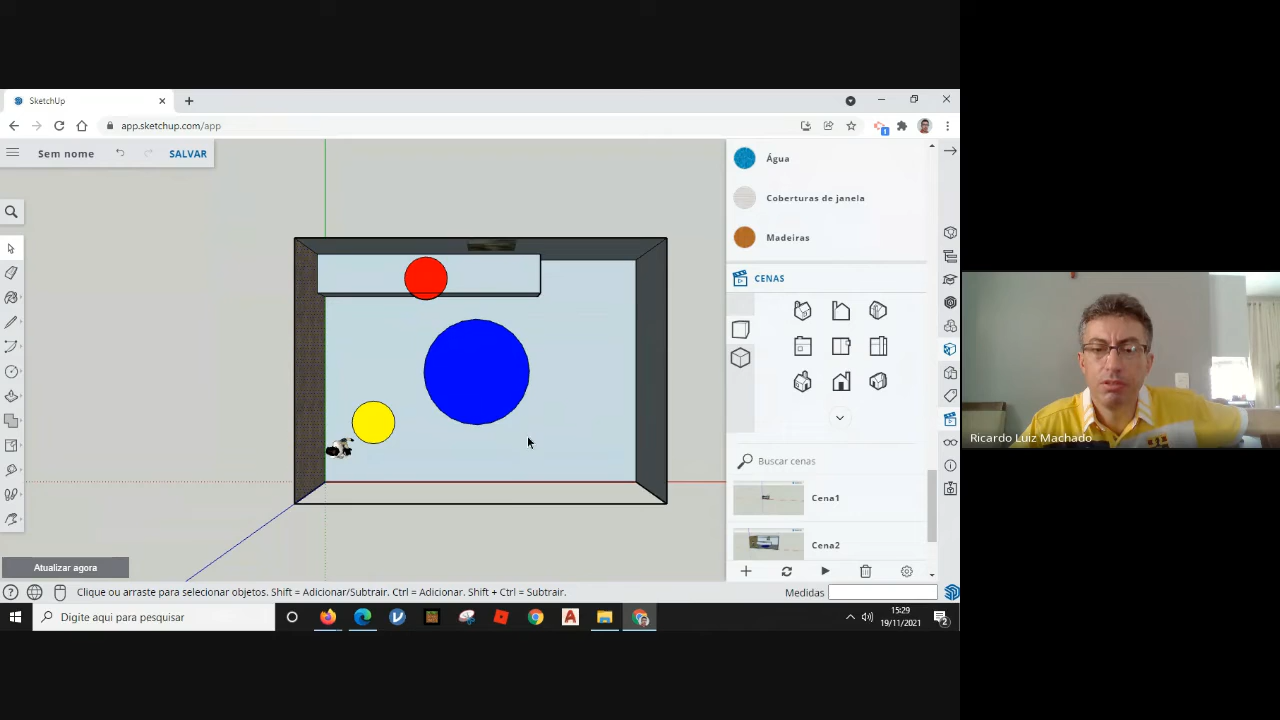 SketchUp
app.sketchup.com/app
Sem nome
SALVAR
Água
Coberturas de janela
Madeiras
CENAS
Buscar cenas
Cena1
Cena2
Atualizar agora
Clique ou arraste para selecionar objetos. Shift = Adicionar/Subtrair. Ctrl = Adicionar. Shift + Ctrl = Subtrair.
Medidas
Digite aqui para pesquisar
15:29
19/11/2021
2
Ricardo Luiz Machado